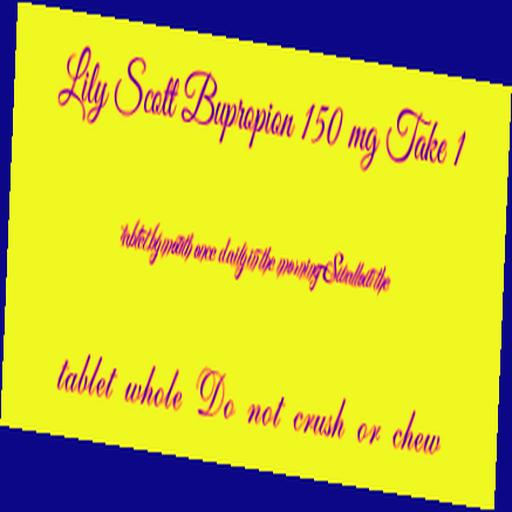 Lily Scott Bupropion 150 mg Take 1
tablet by mouth once daily in the morning Swallow the
tablet whole Do not crush or chew